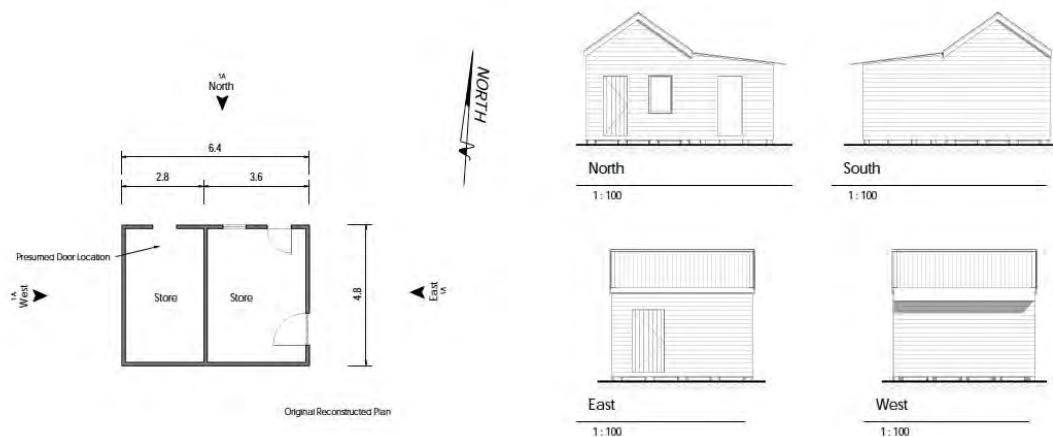 1A
North
6.4
2.8
3.6
Presumed Door Location
1A
West
Store
Store
4.8
East
1A
Original Reconstructed Plan
NORTH
North
1 : 100
South
1 : 100
East
1 : 100
West
1 : 100